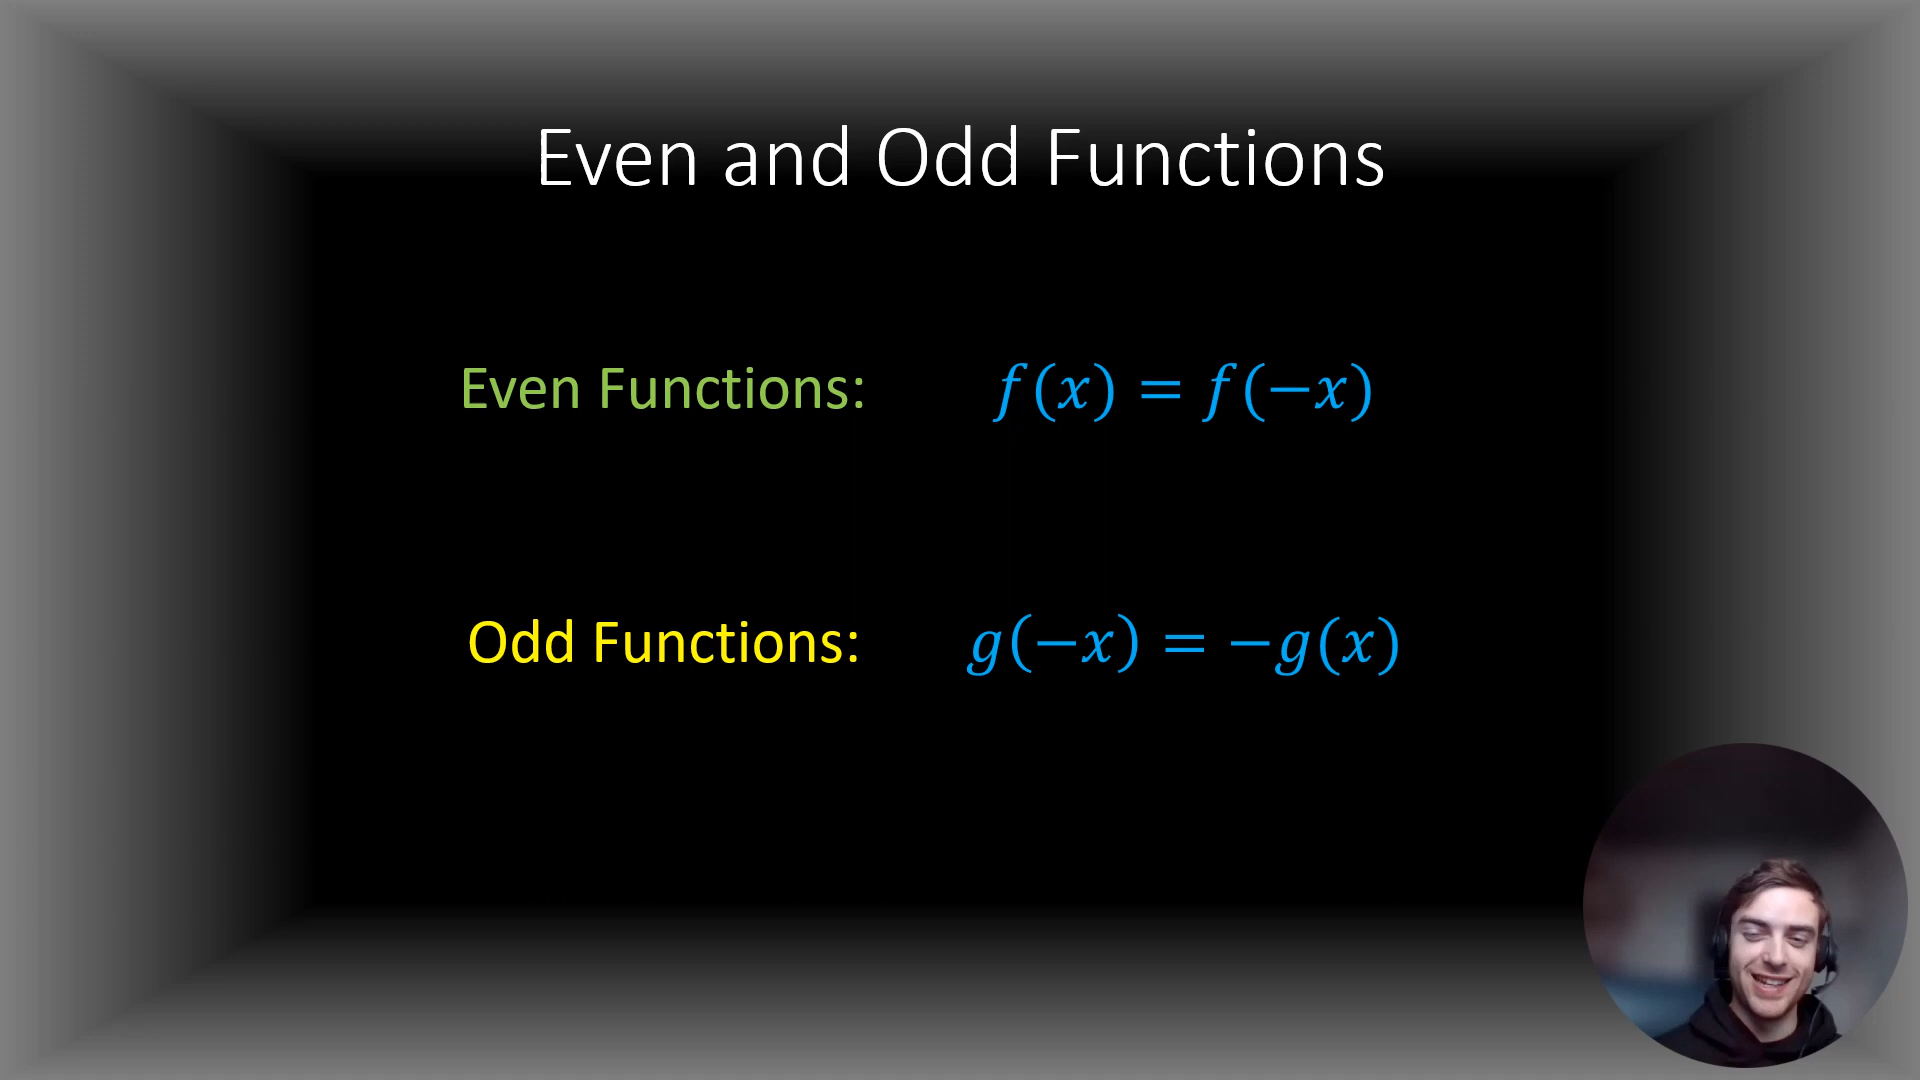 Even and Odd Functions
Even Functions: f(x) = f(−x)
Odd Functions: g(−x) = −g(x)